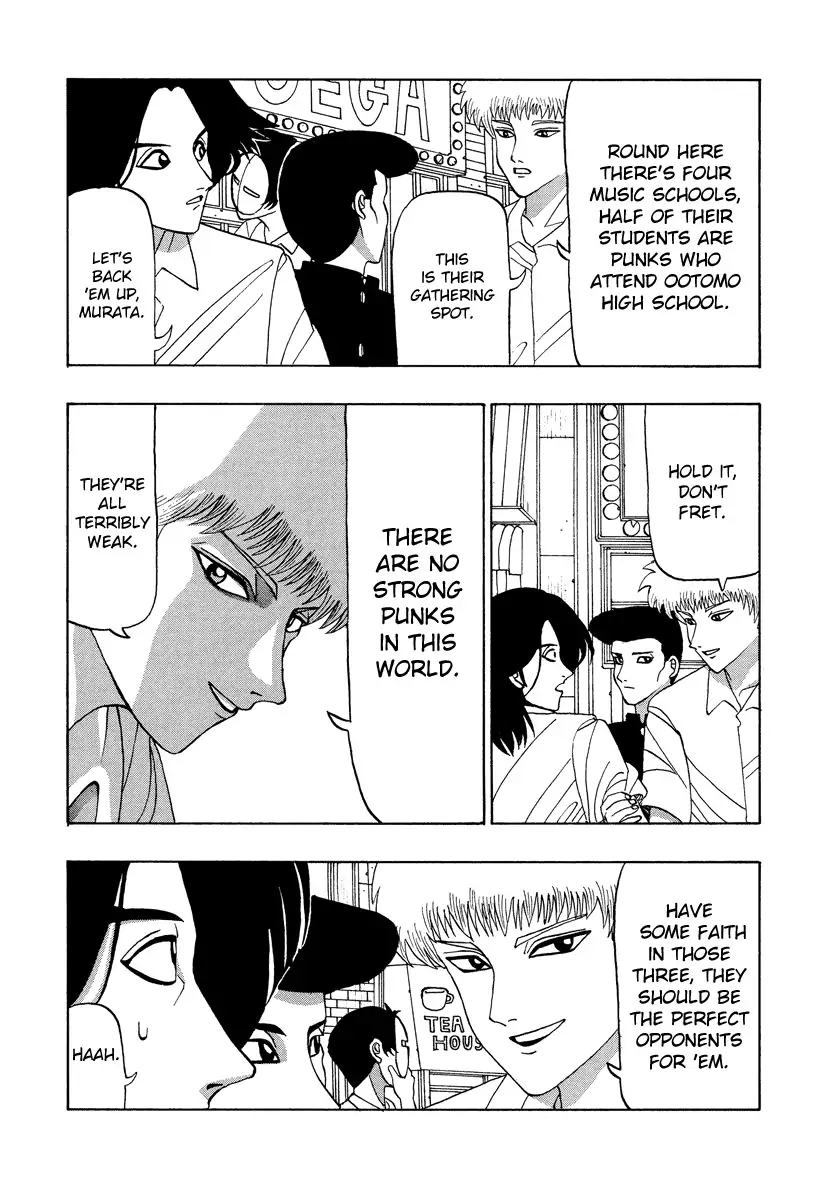 ROUND HERE
THERE'S FOUR
MUSIC SCHOOLS,
HALF OF THEIR
STUDENTS ARE
PUNKS WHO
ATTEND OOTOMO
HIGH SCHOOL.
THIS
IS THEIR
GATHERING
SPOT.
LET'S
BACK
'EM UP,
MURATA.
HOLD IT,
DON'T
FRET.
THERE
ARE NO
STRONG
PUNKS
IN THIS
WORLD.
THEY'RE
ALL
TERRIBLY
WEAK.
HAVE
SOME FAITH
IN THOSE
THREE, THEY
SHOULD BE
THE PERFECT
OPPONENTS
FOR 'EM.
TEA
HOUS
HAAH.